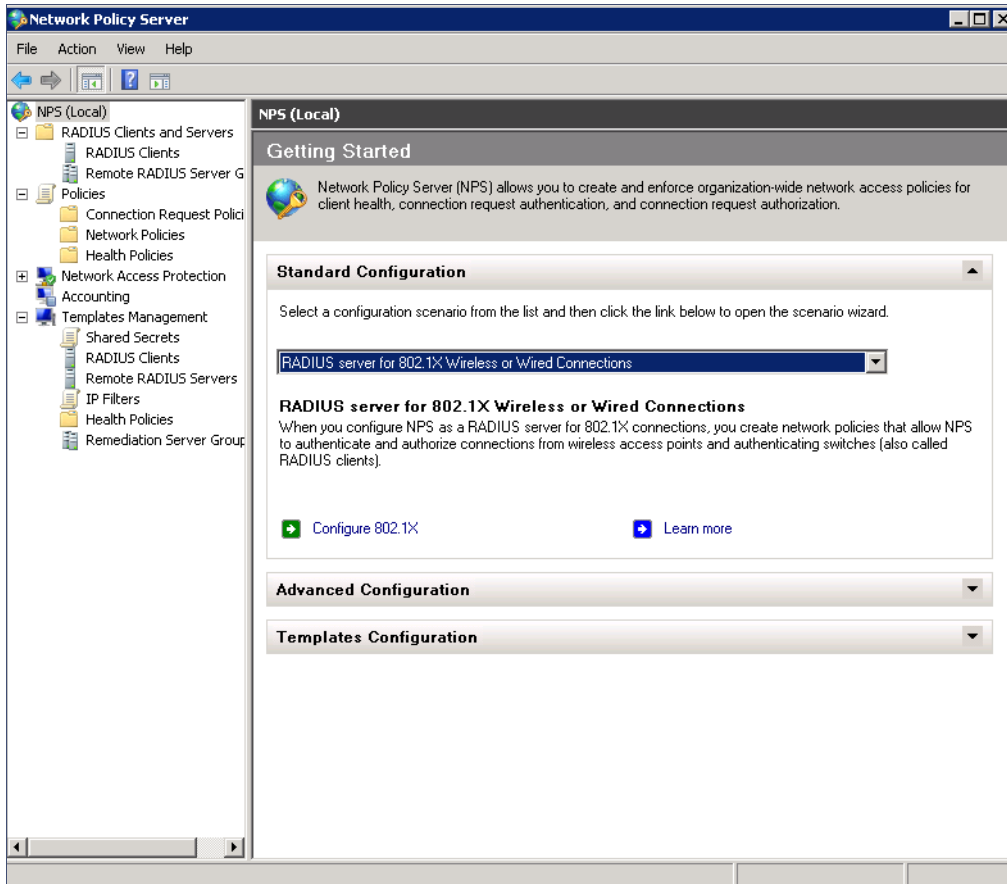 Network Policy Server
File Action View Help
NPS (Local)
RADIUS Clients and Servers
RADIUS Clients
Remote RADIUS Server G
Policies
Connection Request Polici
Network Policies
Health Policies
Network Access Protection
Accounting
Templates Management
Shared Secrets
RADIUS Clients
Remote RADIUS Servers
IP Filters
Health Policies
Remediation Server Group
NPS (Local)
Getting Started
Network Policy Server (NPS) allows you to create and enforce organization-wide network access policies for
client health, connection request authentication, and connection request authorization.
Standard Configuration
Select a configuration scenario from the list and then click the link below to open the scenario wizard.
RADIUS server for 802.1X Wireless or Wired Connections
RADIUS server for 802.1X Wireless or Wired Connections
When you configure NPS as a RADIUS server for 802.1X connections, you create network policies that allow NPS
to authenticate and authorize connections from wireless access points and authenticating switches (also called
RADIUS clients).
Configure 802.1X Learn more
Advanced Configuration
Templates Configuration